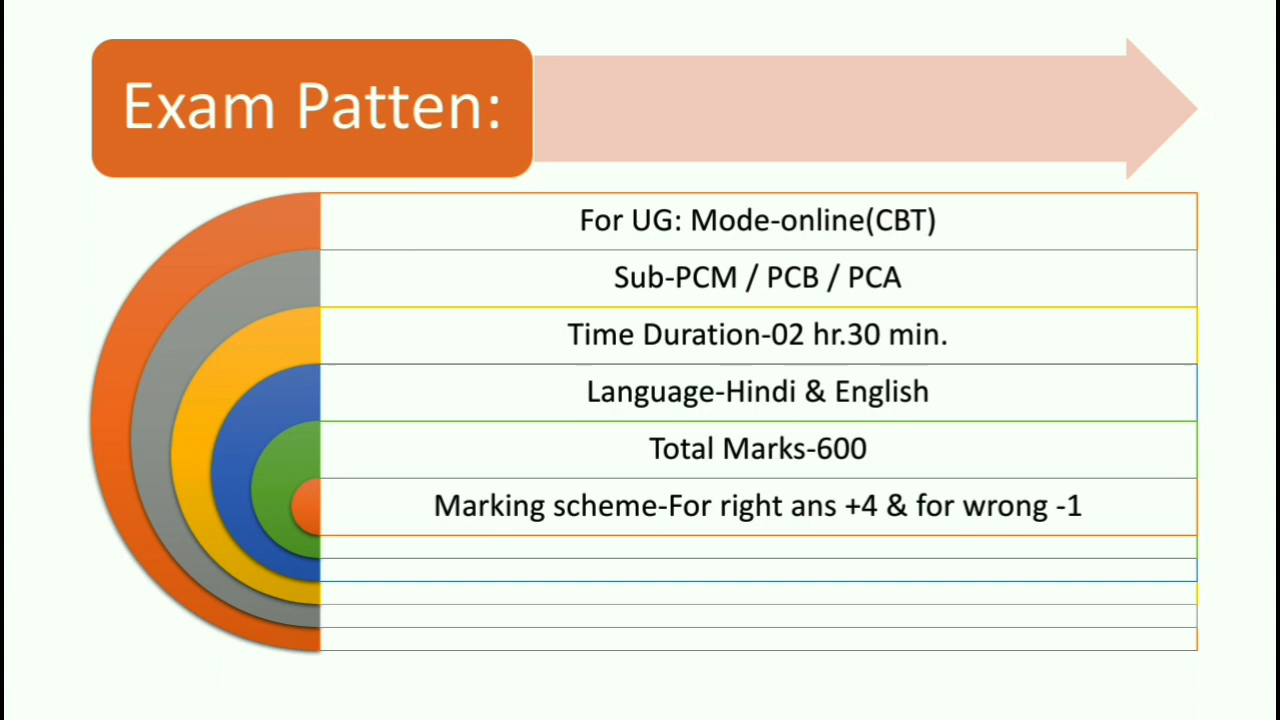 Exam Patten:
For UG: Mode-online(CBT)
Sub-PCM / PCB / PCA
Time Duration-02 hr.30 min.
Language-Hindi & English
Total Marks-600
Marking scheme-For right ans +4 & for wrong -1